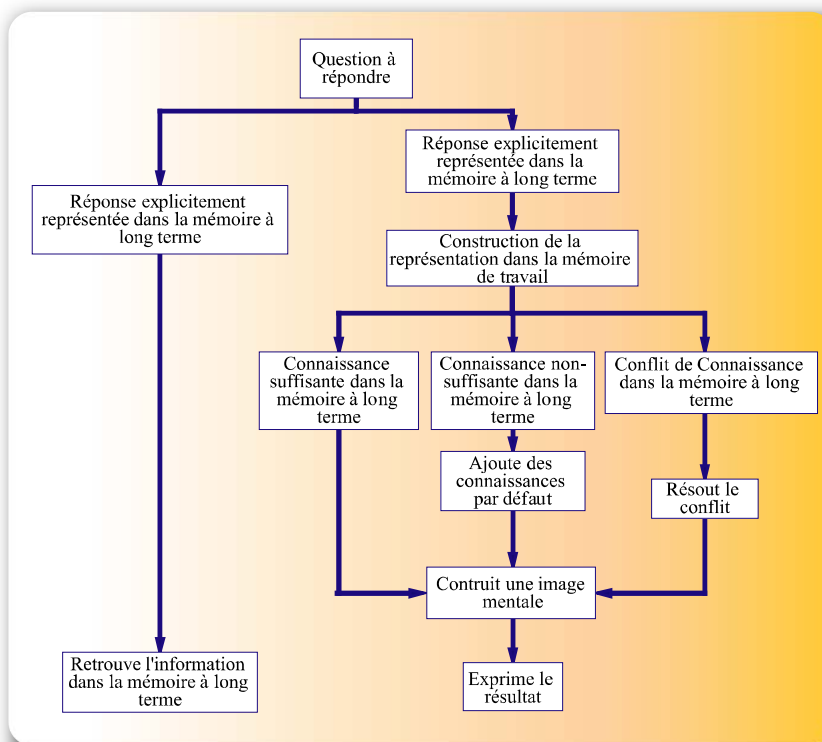 Question à
répondre
Réponse explicitement
représentée dans la
mémoire à long terme
Réponse explicitement
représentée dans la mémoire à
long terme
Construction de la
représentation dans la mémoire
de travail
Connaissance
suffisante dans la
mémoire à long
terme
Connaissance non-
suffisante dans la
mémoire à long
terme
Conflit de Connaissance
dans la mémoire à long
terme
Ajoute des
connaissances
par défaut
Résout le
conflit
Contruit une image
mentale
Retrouve l'information
dans la mémoire à long
terme
Exprime le
résultat